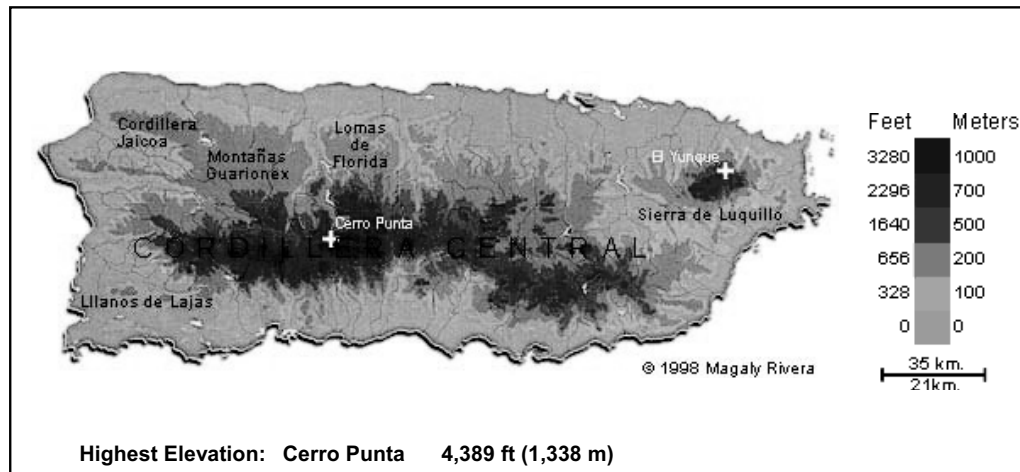 Cordillera
Jaicoa
Montañas
Guarionex
Lomas
de
Florida
El Yunque
Cerro Punta
Sierra de Luquillo
CORDILLERA CENTRAL
Lllanos de Lajas
© 1998 Magaly Rivera
Feet Meters
3280 1000
2296 700
1640 500
656 200
328 100
0 0
35 km.
21km.
Highest Elevation: Cerro Punta 4,389 ft (1,338 m)